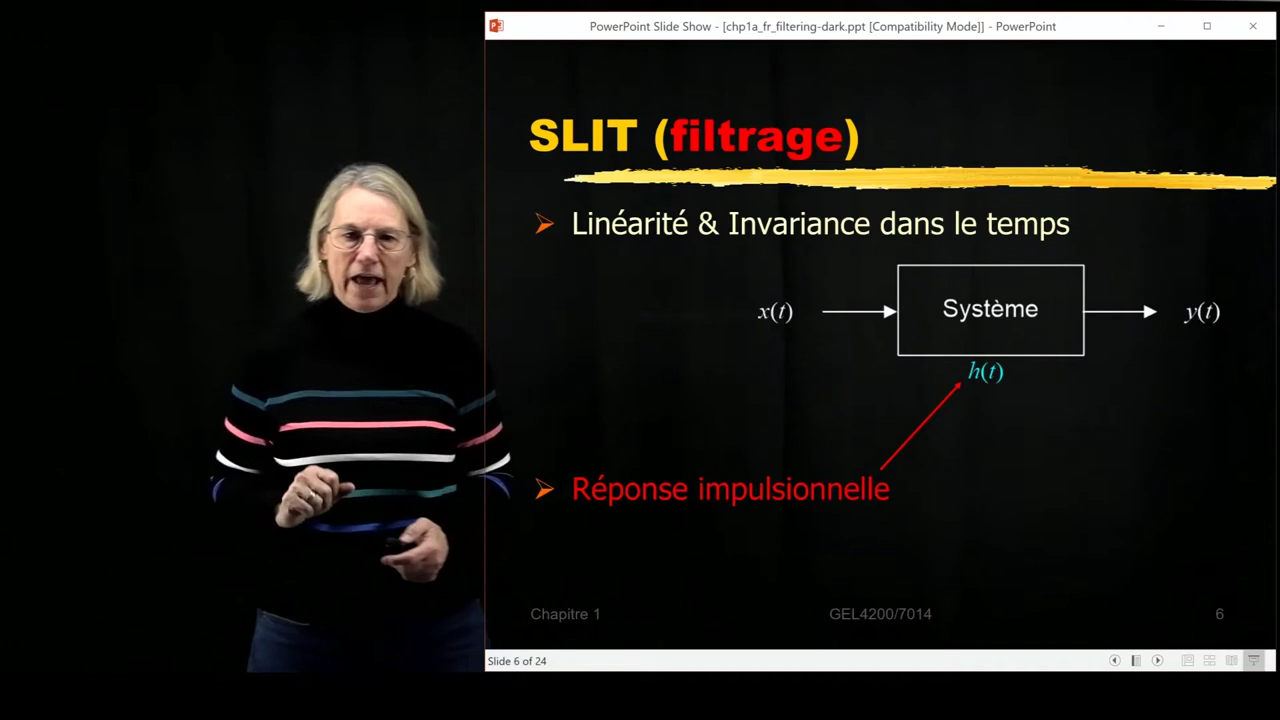 PowerPoint Slide Show - [chp1a_fr_filtering-dark.ppt [Compatibility Mode]] - PowerPoint
SLIT (filtrage)
Linéarité & Invariance dans le temps
x(t)
Système
y(t)
h(t)
Réponse impulsionnelle
Chapitre 1
GEL4200/7014
6
Slide 6 of 24